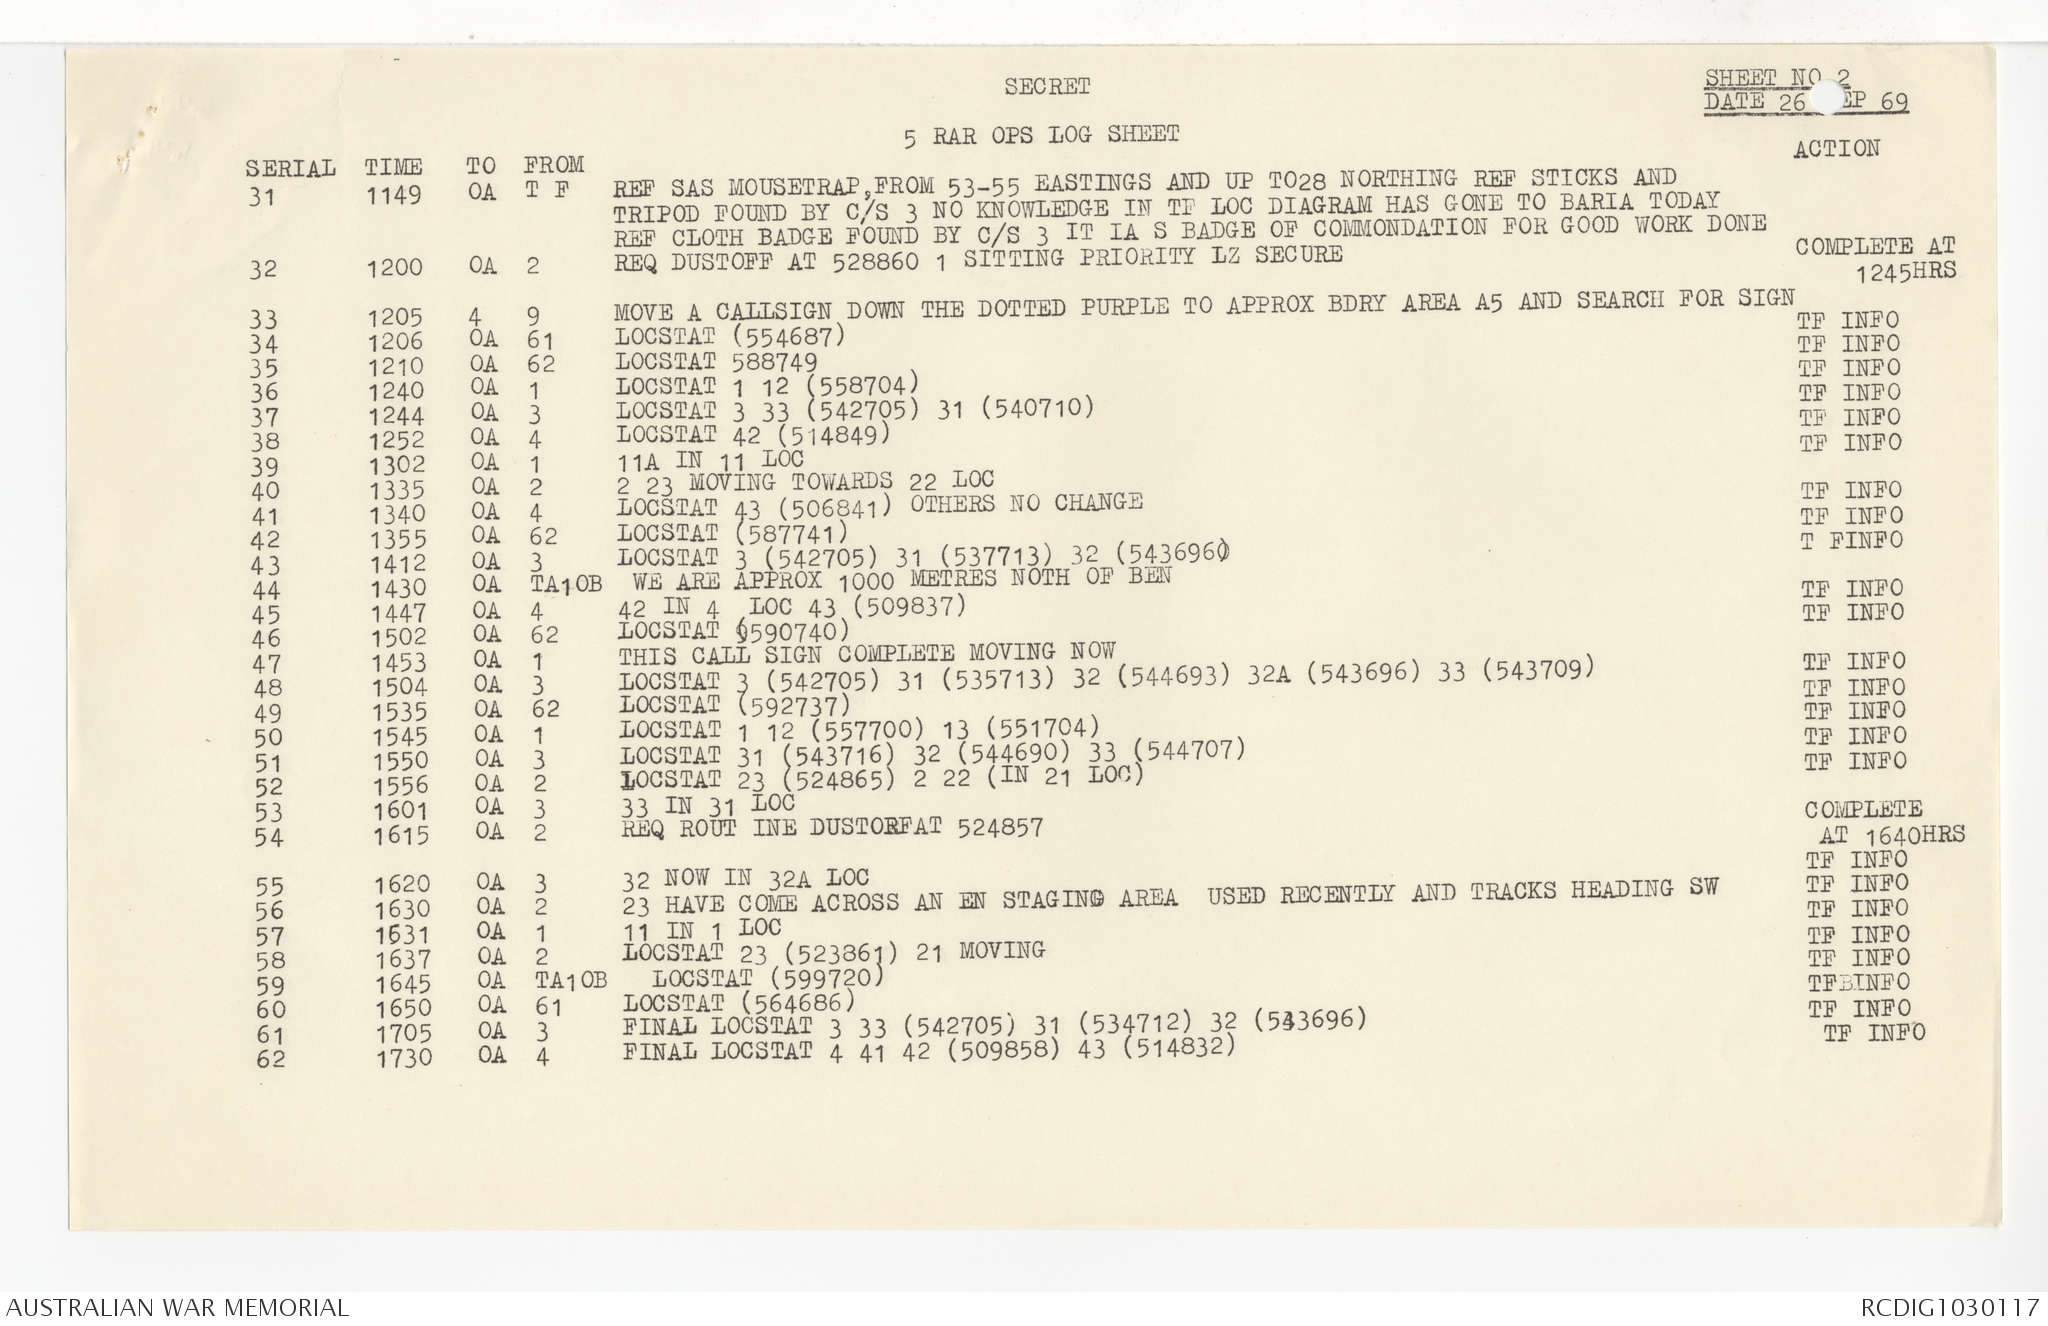 SECRET
SHEET NO 2
DATE 26 EP 69
5 RAR OPS LOG SHEET
SERIAL TIME TO FROM ACTION
31 1149 OA T F REF SAS MOUSETRAP,FROM 53-55 EASTINGS AND UP TO28 NORTHING REF STICKS AND
TRIPOD FOUND BY C/S 3 NO KNOWLEDGE IN TF LOC DIAGRAM HAS GONE TO BARIA TODAY
REF CLOTH BADGE FOUND BY C/S 3 IT IA S BADGE OF COMMONDATION FOR GOOD WORK DONE
32 1200 OA 2 REQ DUSTOFF AT 528860 1 SITTING PRIORITY LZ SECURE COMPLETE AT
1245HRS
33 1205 4 9 MOVE A CALLSIGN DOWN THE DOTTED PURPLE TO APPROX BDRY AREA A5 AND SEARCH FOR SIGN
34 1206 OA 61 LOCSTAT (554687) TF INFO
35 1210 OA 62 LOCSTAT 588749 TF INFO
36 1240 OA 1 LOCSTAT 1 12 (558704) TF INFO
37 1244 OA 3 LOCSTAT 3 33 (542705) 31 (540710) TF INFO
38 1252 OA 4 LOCSTAT 42 (514849) TF INFO
39 1302 OA 1 11A IN 11 LOC TF INFO
40 1335 OA 2 2 23 MOVING TOWARDS 22 LOC
41 1340 OA 4 LOCSTAT 43 (506841) OTHERS NO CHANGE TF INFO
42 1355 OA 62 LOCSTAT (587741) TF INFO
43 1412 OA 3 LOCSTAT 3 (542705) 31 (537713) 32 (543696) T FINFO
44 1430 OA TA10B WE ARE APPROX 1000 METRES NOTH OF BEN
45 1447 OA 4 42 IN 4 LOC 43 (509837) TF INFO
46 1502 OA 62 LOCSTAT (590740) TF INFO
47 1453 OA 1 THIS CALL SIGN COMPLETE MOVING NOW
48 1504 OA 3 LOCSTAT 3 (542705) 31 (535713) 32 (544693) 32A (543696) 33 (543709) TF INFO
49 1535 OA 62 LOCSTAT (592737) TF INFO
50 1545 OA 1 LOCSTAT 1 12 (557700) 13 (551704) TF INFO
51 1550 OA 3 LOCSTAT 31 (543716) 32 (544690) 33 (544707) TF INFO
52 1556 OA 2 LOCSTAT 23 (524865) 2 22 (IN 21 LOC) TF INFO
53 1601 OA 3 33 IN 31 LOC
54 1615 OA 2 REQ ROUT INE DUSTOFFAT 524857 COMPLETE
AT 1640HRS
TF INFO
55 1620 OA 3 32 NOW IN 32A LOC TF INFO
56 1630 OA 2 23 HAVE COME ACROSS AN EN STAGING AREA USED RECENTLY AND TRACKS HEADING SW TF INFO
57 1631 OA 1 11 IN 1 LOC TF INFO
58 1637 OA 2 LOCSTAT 23 (523861) 21 MOVING TF INFO
59 1645 OA TA10B LOCSTAT (599720) TFBINFO
60 1650 OA 61 LOCSTAT (564686) TF INFO
61 1705 OA 3 FINAL LOCSTAT 3 33 (542705) 31 (534712) 32 (543696) TF INFO
62 1730 OA 4 FINAL LOCSTAT 4 41 42 (509858) 43 (514832)
AUSTRALIAN WAR MEMORIAL
RCDIG1030117